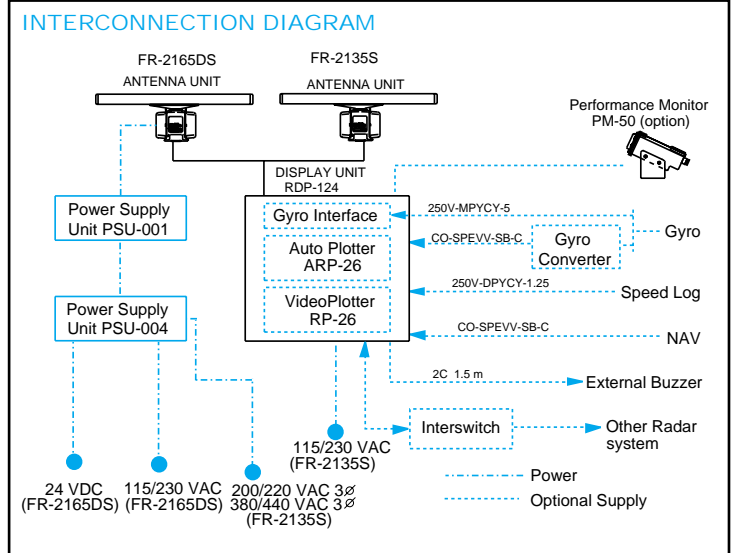 INTERCONNECTION DIAGRAM
FR-2165DS
ANTENNA UNIT
FR-2135S
ANTENNA UNIT
Performance Monitor
PM-50 (option)
DISPLAY UNIT
RDP-124
Power Supply
Unit PSU-001
Gyro Interface
250V-MPYCY-5
Gyro
CO-SPEVV-SB-C
Gyro
Converter
Auto Plotter
ARP-26
250V-DPYCY-1.25
Speed Log
Power Supply
Unit PSU-004
VideoPlotter
RP-26
CO-SPEVV-SB-C
NAV
2C 1.5 m
External Buzzer
Interswitch
Other Radar
system
115/230 VAC
(FR-2135S)
24 VDC
(FR-2165DS)
115/230 VAC
(FR-2165DS)
200/220 VAC 3ø
380/440 VAC 3ø
(FR-2135S)
Power
Optional Supply